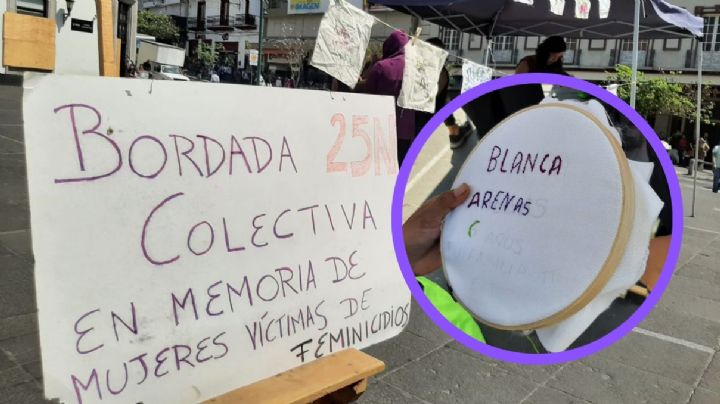 BORDADA 25N
COLECTIVA
EN MEMORIA DE
MUJERES VÍCTIMAS DE
FEMINICIDIOS
BLANCA
ARENAS